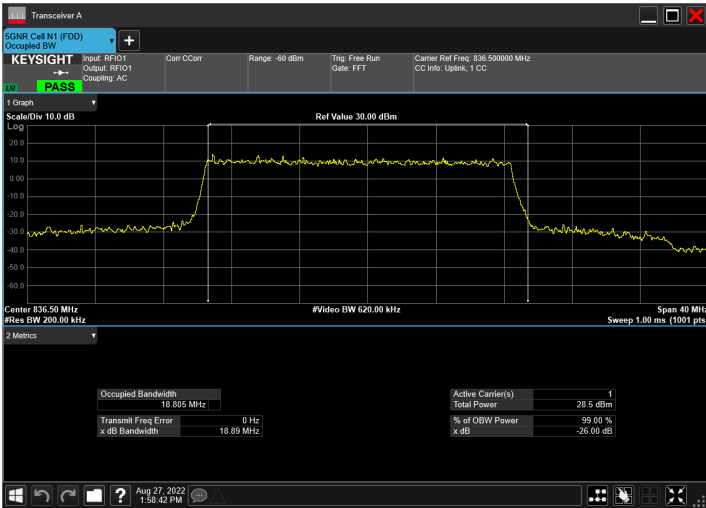 Transceiver A
5GNR Cell N1 (FDD)
Occupied BW
KEYSIGHT
LXI
PASS
Input: RFIO1
Output: RFIO1
Coupling: AC
Corr CCorr
Range: -60 dBm
Trig: Free Run
Gate: FFT
Carrier Ref Freq: 836.500000 MHz
CC Info: Uplink, 1 CC
1 Graph
Scale/Div 10.0 dB
Ref Value 30.00 dBm
Log
20.0
10.0
0.00
-10.0
-20.0
-30.0
-40.0
-50.0
-60.0
Center 836.50 MHz
#Video BW 620.00 kHz
Span 40 MHz
#Res BW 200.00 kHz
Sweep 1.00 ms (1001 pts
2 Metrics
Occupied Bandwidth
18.805 MHz
Transmit Freq Error 0 Hz
x dB Bandwidth 18.89 MHz
Active Carrier(s) 1
Total Power 28.5 dBm
% of OBW Power 99.00 %
x dB -26.00 dB
?
Aug 27, 2022
1:58:42 PM